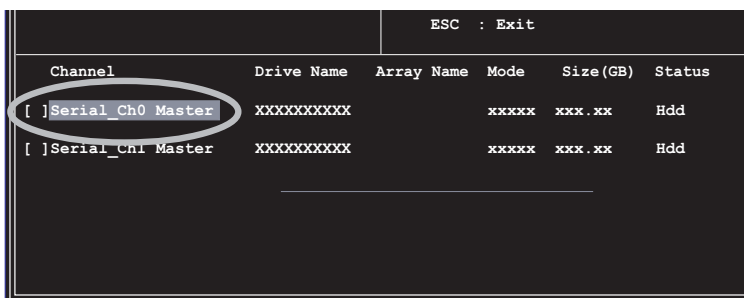 ESC : Exit
Channel Drive Name Array Name Mode Size(GB) Status
[ ]Serial_Ch0 Master XXXXXXXXXX xxxxx xxx.xx Hdd
[ ]Serial_Ch1 Master XXXXXXXXXX xxxxx xxx.xx Hdd